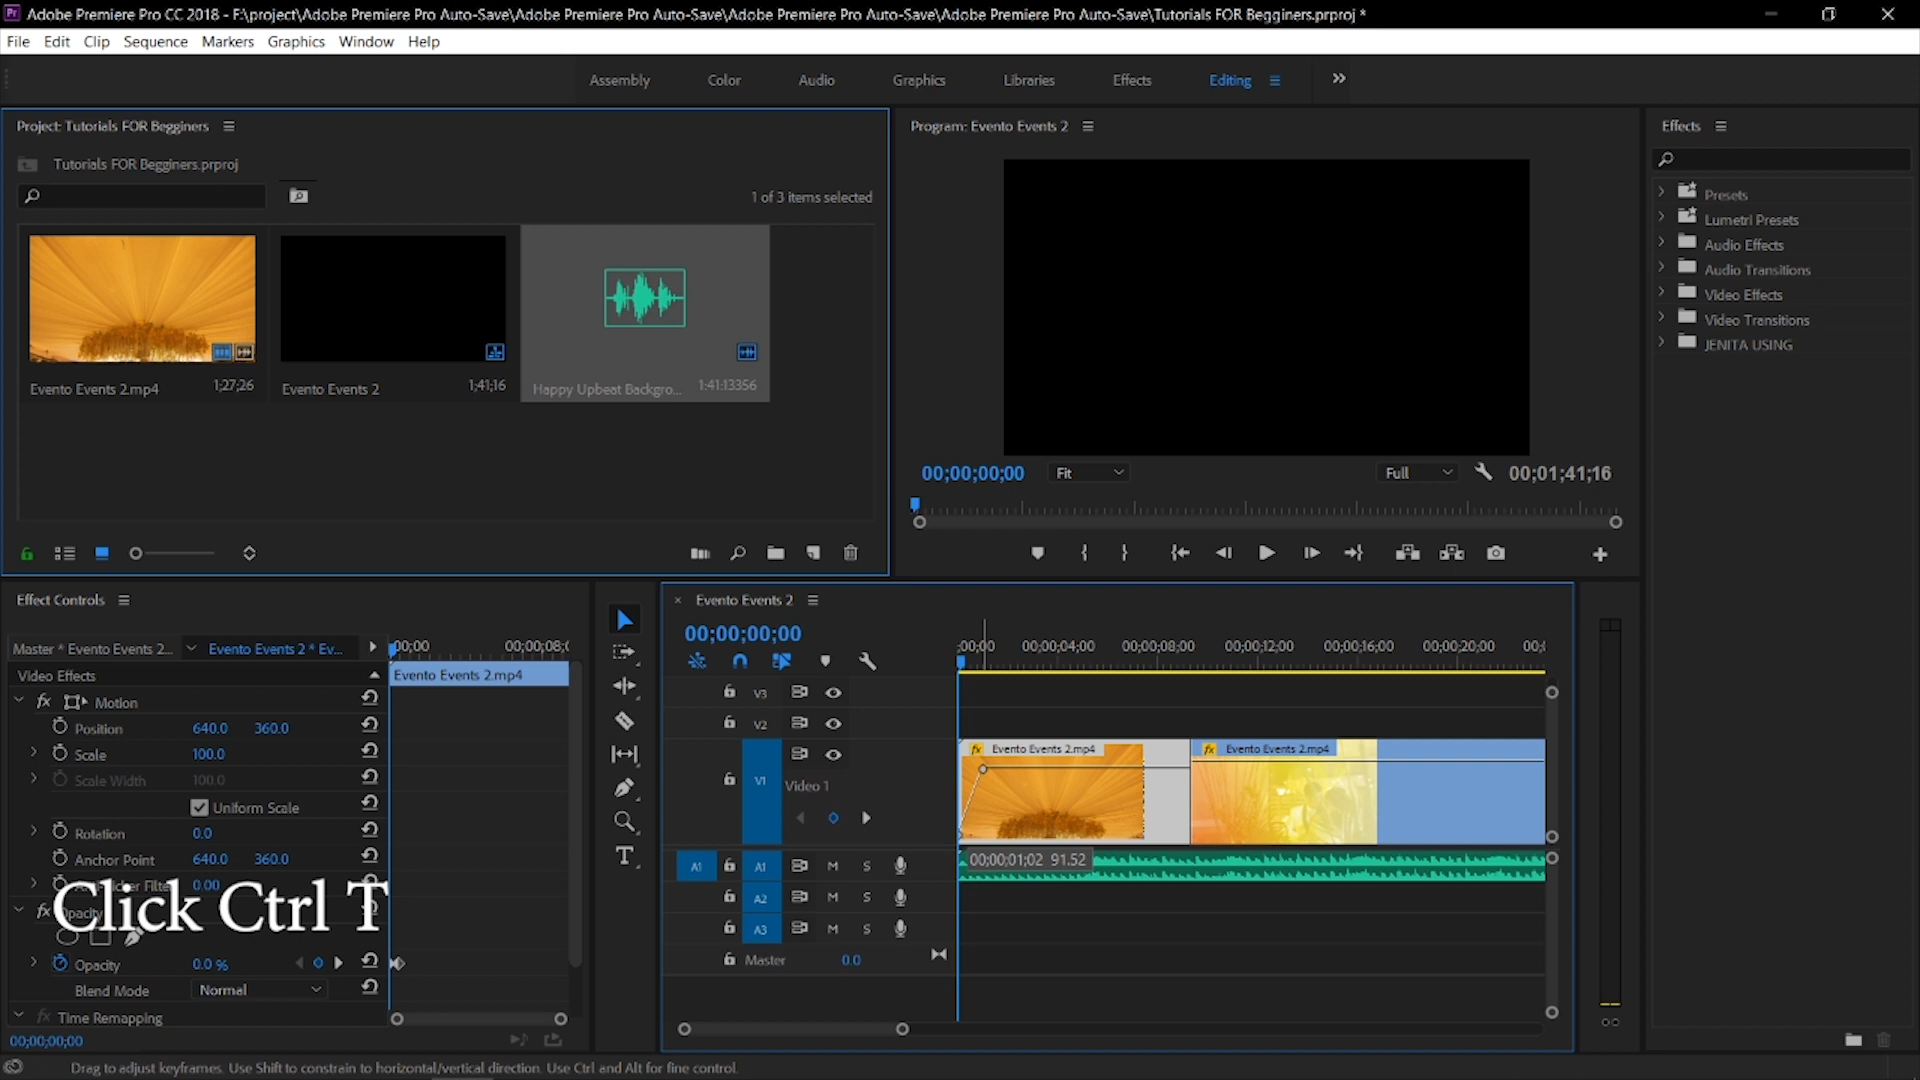 Adobe Premiere Pro CC 2018 - F:\project\Adobe Premiere Pro Auto-Save\Adobe Premiere Pro Auto-Save\Adobe Premiere Pro Auto-Save\Adobe Premiere Pro Auto-Save\Tutorials FOR Begginers.prproj *
File Edit Clip Sequence Markers Graphics Window Help
Assembly Color Audio Graphics Libraries Effects Editing
Project: Tutorials FOR Begginers
Tutorials FOR Begginers.prproj
1 of 3 items selected
Evento Events 2.mp4 1;27;26
Evento Events 2 1;41;16
Happy Upbeat Backgro... 1:41:13356
Program: Evento Events 2
00;00;00;00 Fit Full 00;01;41;16
Effects
Presets
Lumetri Presets
Audio Effects
Audio Transitions
Video Effects
Video Transitions
JENITA USING
Effect Controls
Master * Evento Events 2... Evento Events 2 * Ev...
00;00 00;00;08;(
Video Effects
Evento Events 2.mp4
fx Motion
Position 640.0 360.0
Scale 100.0
Scale Width 100.0
Uniform Scale
Rotation 0.0
Anchor Point 640.0 360.0
0.00
Click Ctrl T
fx Opacity
Opacity 0.0 %
Blend Mode Normal
fx Time Remapping
00;00;00;00
T
Evento Events 2
00;00;00;00
;00;00 00;00;04;00 00;00;08;00 00;00;12;00 00;00;16;00 00;00;20;00 00;
V3
V2
V1 Video 1
fx Evento Events 2.mp4
fx Evento Events 2.mp4
A1 A1 M S
00;00;01;02 91.52
A2 M S
A3 M S
Master 0.0
Drag to adjust keyframes. Use Shift to constrain to horizontal/vertical direction. Use Ctrl and Alt for fine control.